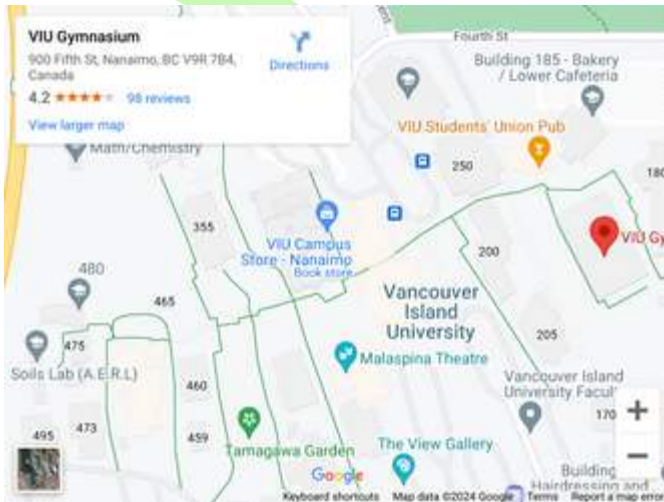 VIU Gymnasium
900 Fifth St, Nanaimo, BC V9R 7B4,
Canada
Directions
4.2
98 reviews
View larger map
Fourth St
Building 185 - Bakery
/ Lower Cafeteria
Math/Chemistry
VIU Students' Union Pub
250
180
355
VIU Campus
Store - Nanaimo
Book store
200
VIU Gy
480
465
Vancouver
Island
University
205
475
Soils Lab (A.E.R.L)
Malaspina Theatre
460
Vancouver Island
University Facul
170
495
473
459
Tamagawa Garden
The View Gallery
Building
Hairdressing and
Google
Keyboard shortcuts
Map data ©2024 Google
Terms
Report a map error